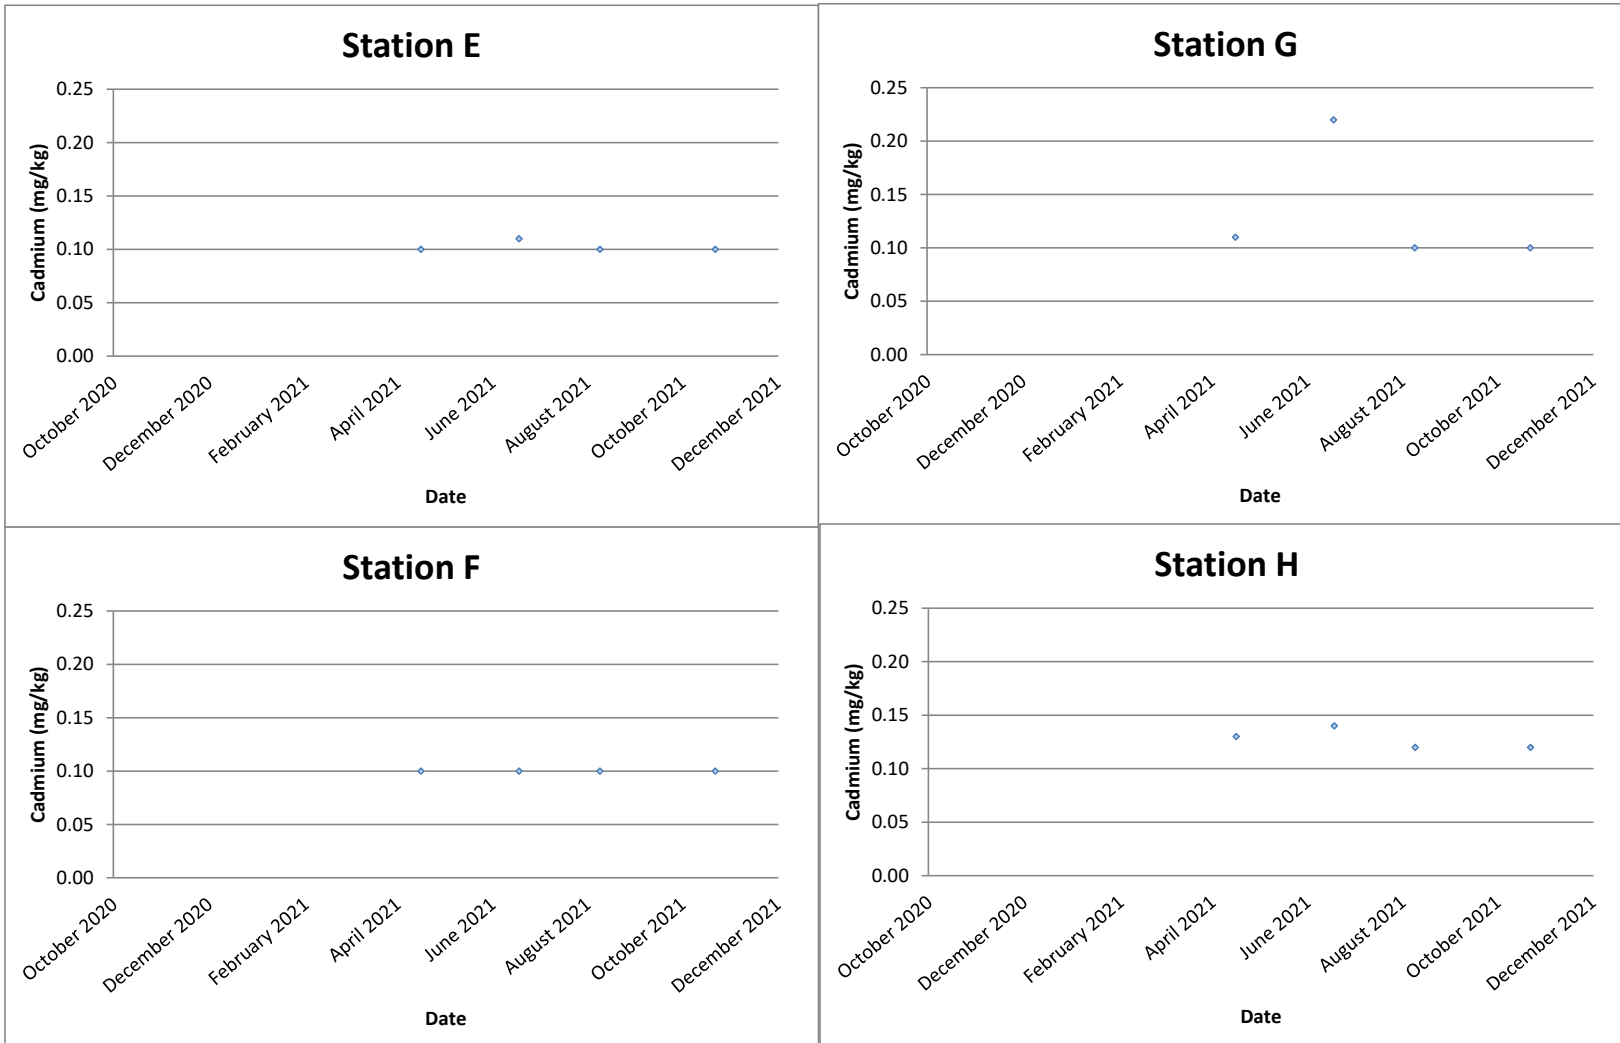 Station E
Cadmium (mg/kg)
0.25
0.20
0.15
0.10
0.05
0.00
October 2020
December 2020
February 2021
April 2021
June 2021
August 2021
October 2021
December 2021
Date
Station G
Cadmium (mg/kg)
0.25
0.20
0.15
0.10
0.05
0.00
October 2020
December 2020
February 2021
April 2021
June 2021
August 2021
October 2021
December 2021
Date
Station F
Cadmium (mg/kg)
0.25
0.20
0.15
0.10
0.05
0.00
October 2020
December 2020
February 2021
April 2021
June 2021
August 2021
October 2021
December 2021
Date
Station H
Cadmium (mg/kg)
0.25
0.20
0.15
0.10
0.05
0.00
October 2020
December 2020
February 2021
April 2021
June 2021
August 2021
October 2021
December 2021
Date